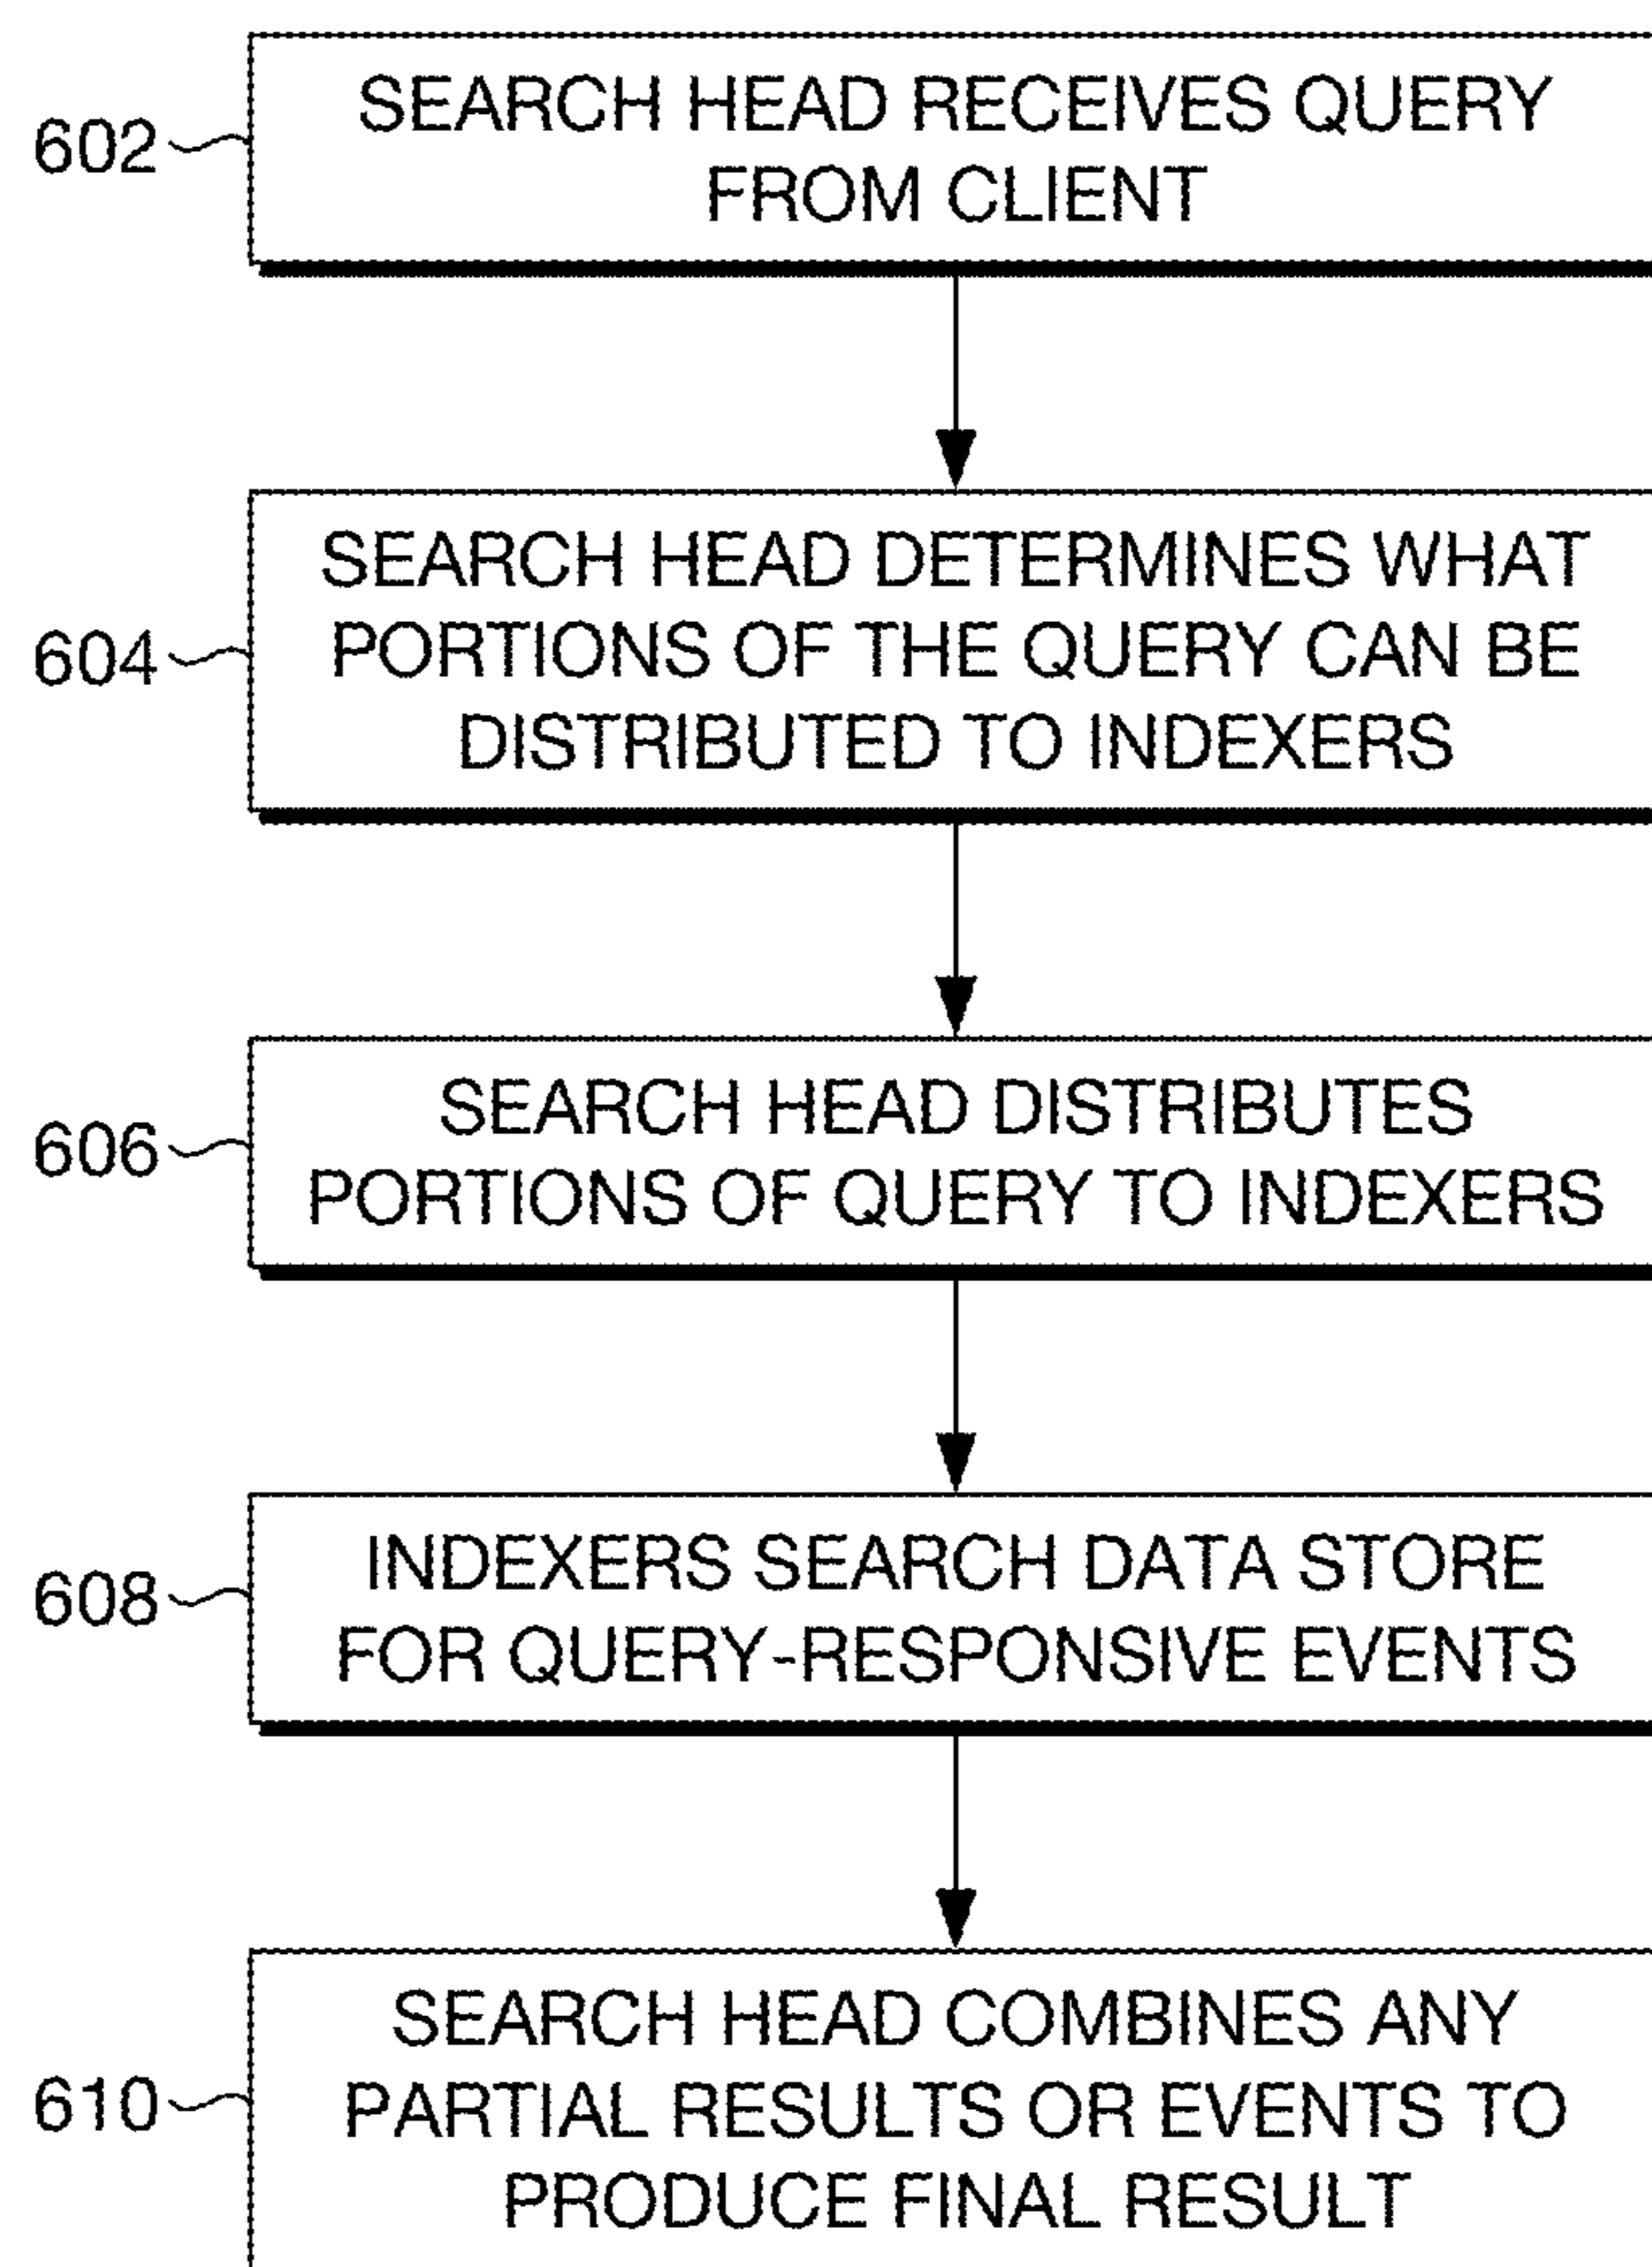 602
SEARCH HEAD RECEIVES QUERY
FROM CLIENT
604
SEARCH HEAD DETERMINES WHAT
PORTIONS OF THE QUERY CAN BE
DISTRIBUTED TO INDEXERS
606
SEARCH HEAD DISTRIBUTES
PORTIONS OF QUERY TO INDEXERS
608
INDEXERS SEARCH DATA STORE
FOR QUERY-RESPONSIVE EVENTS
610
SEARCH HEAD COMBINES ANY
PARTIAL RESULTS OR EVENTS TO
PRODUCE FINAL RESULT